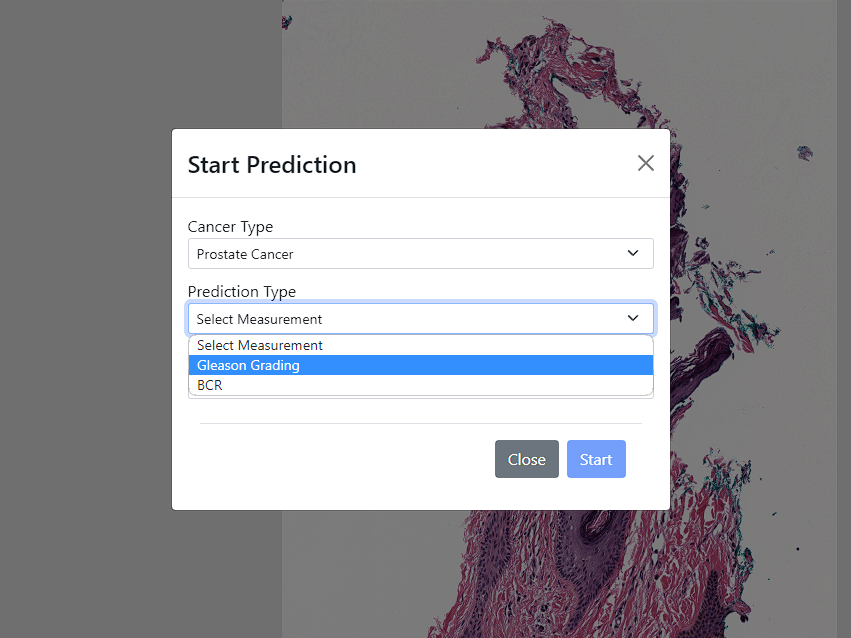 Start Prediction
Cancer Type
Prostate Cancer
Prediction Type
Select Measurement
Select Measurement
Gleason Grading
BCR
Close
Start